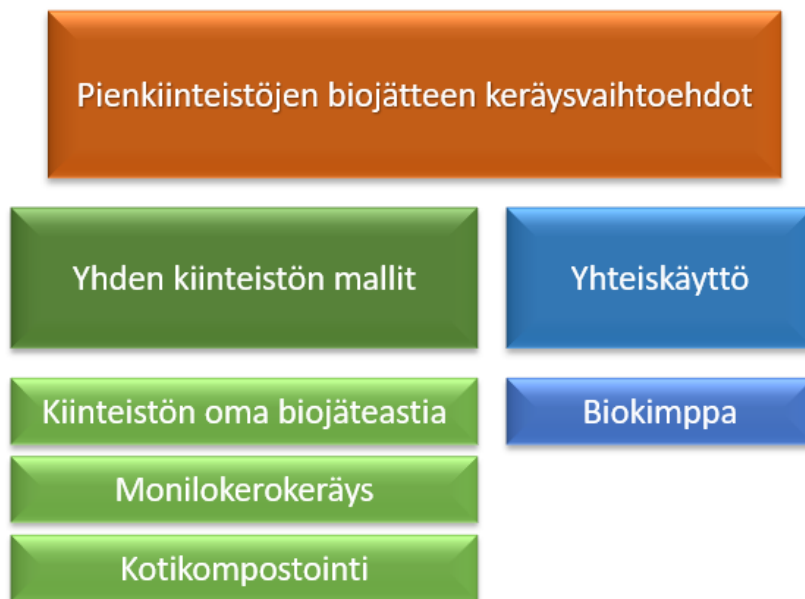 Pienkiinteistöjen biojätteen keräysvaihtoehdot
Yhden kiinteistön mallit
Yhteiskäyttö
Kiinteistön oma biojäteastia
Biokimppa
Monilokerokeräys
Kotikompostointi